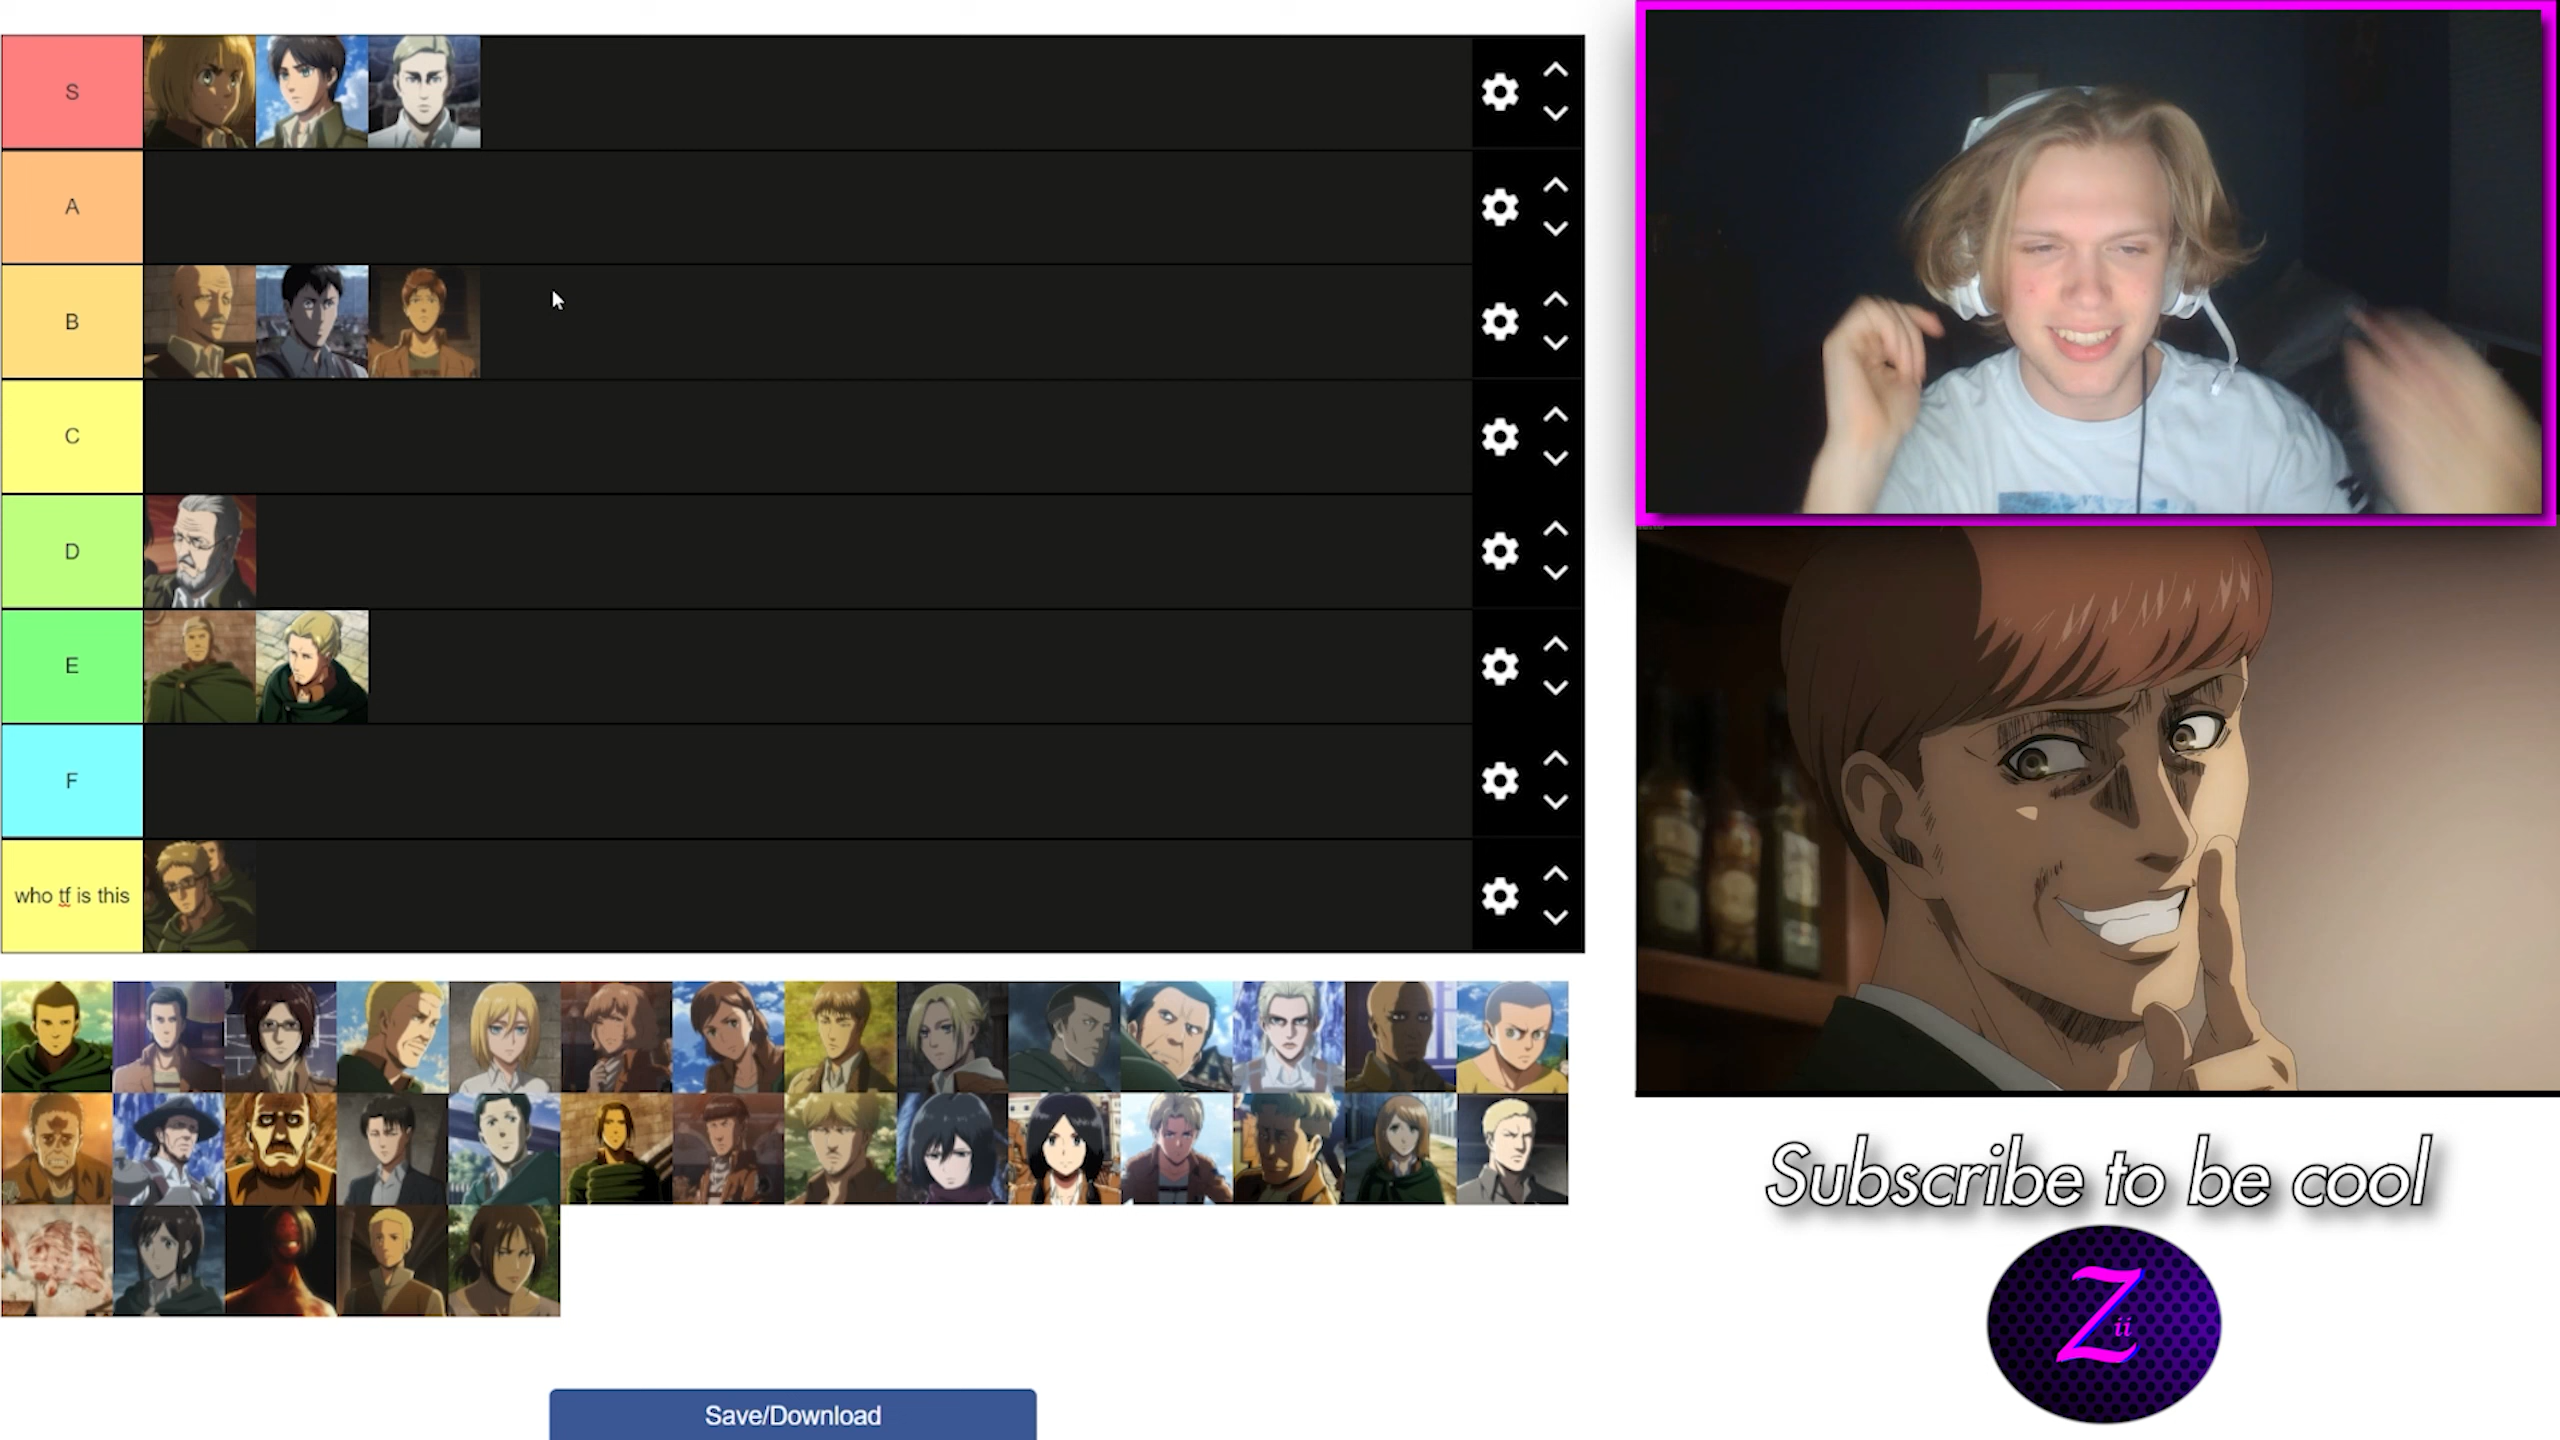 S
A
B
C
D
E
F
who tf is this
Save/Download
Subscribe to be cool
Z ii